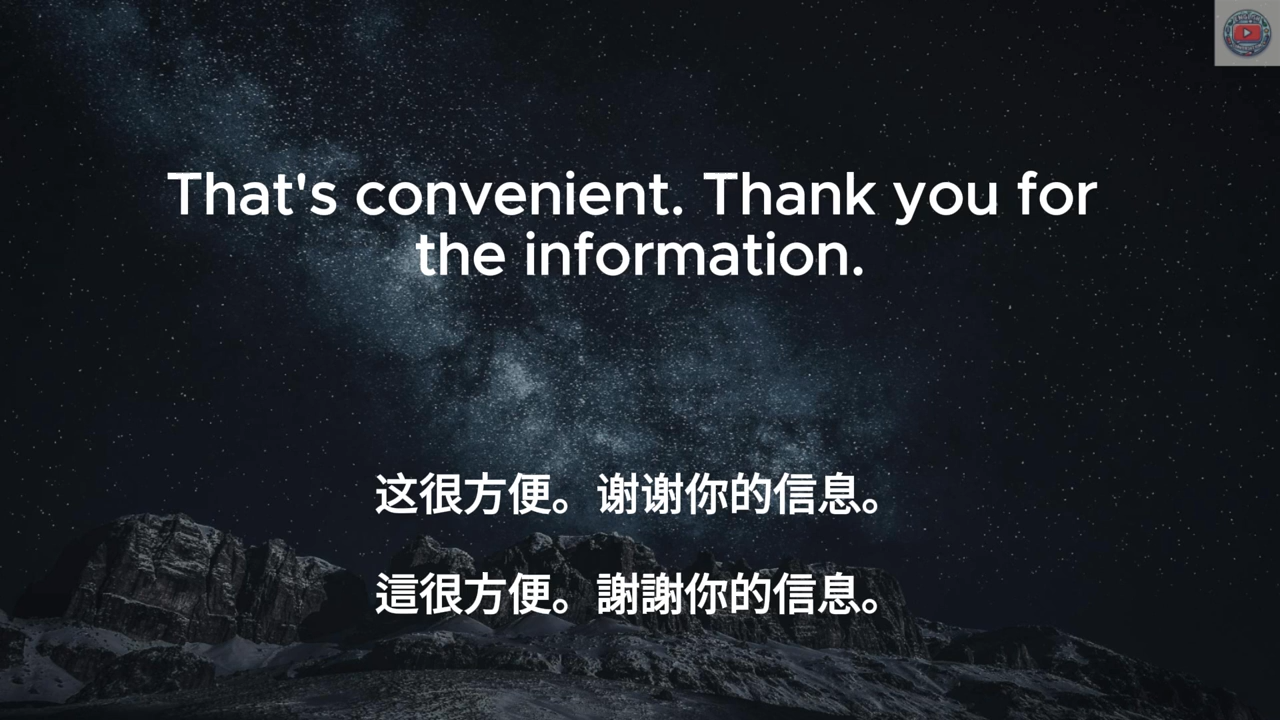 That's convenient. Thank you for
the information.
这很方便。谢谢你的信息。
這很方便。謝謝你的信息。